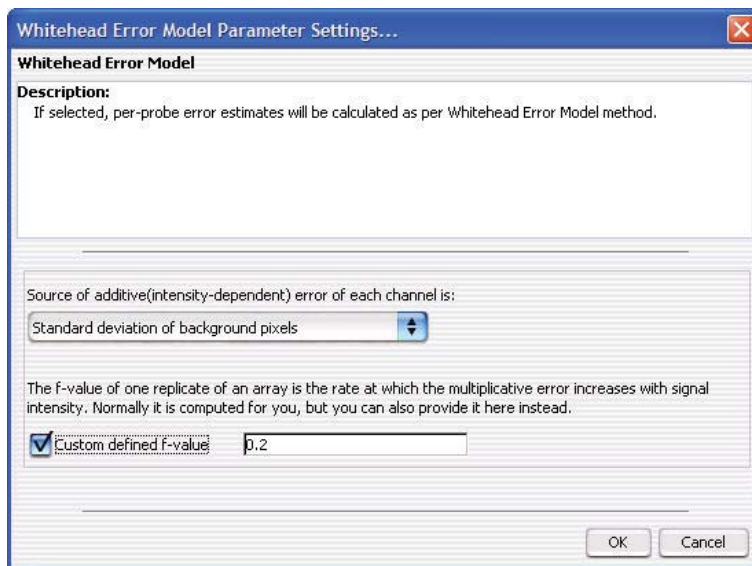 Whitehead Error Model Parameter Settings...
Whitehead Error Model
Description:
If selected, per-probe error estimates will be calculated as per Whitehead Error Model method.
Source of additive(intensity-dependent) error of each channel is:
Standard deviation of background pixels
The f-value of one replicate of an array is the rate at which the multiplicative error increases with signal
intensity. Normally it is computed for you, but you can also provide it here instead.
Custom defined f-value 0.2
OK Cancel